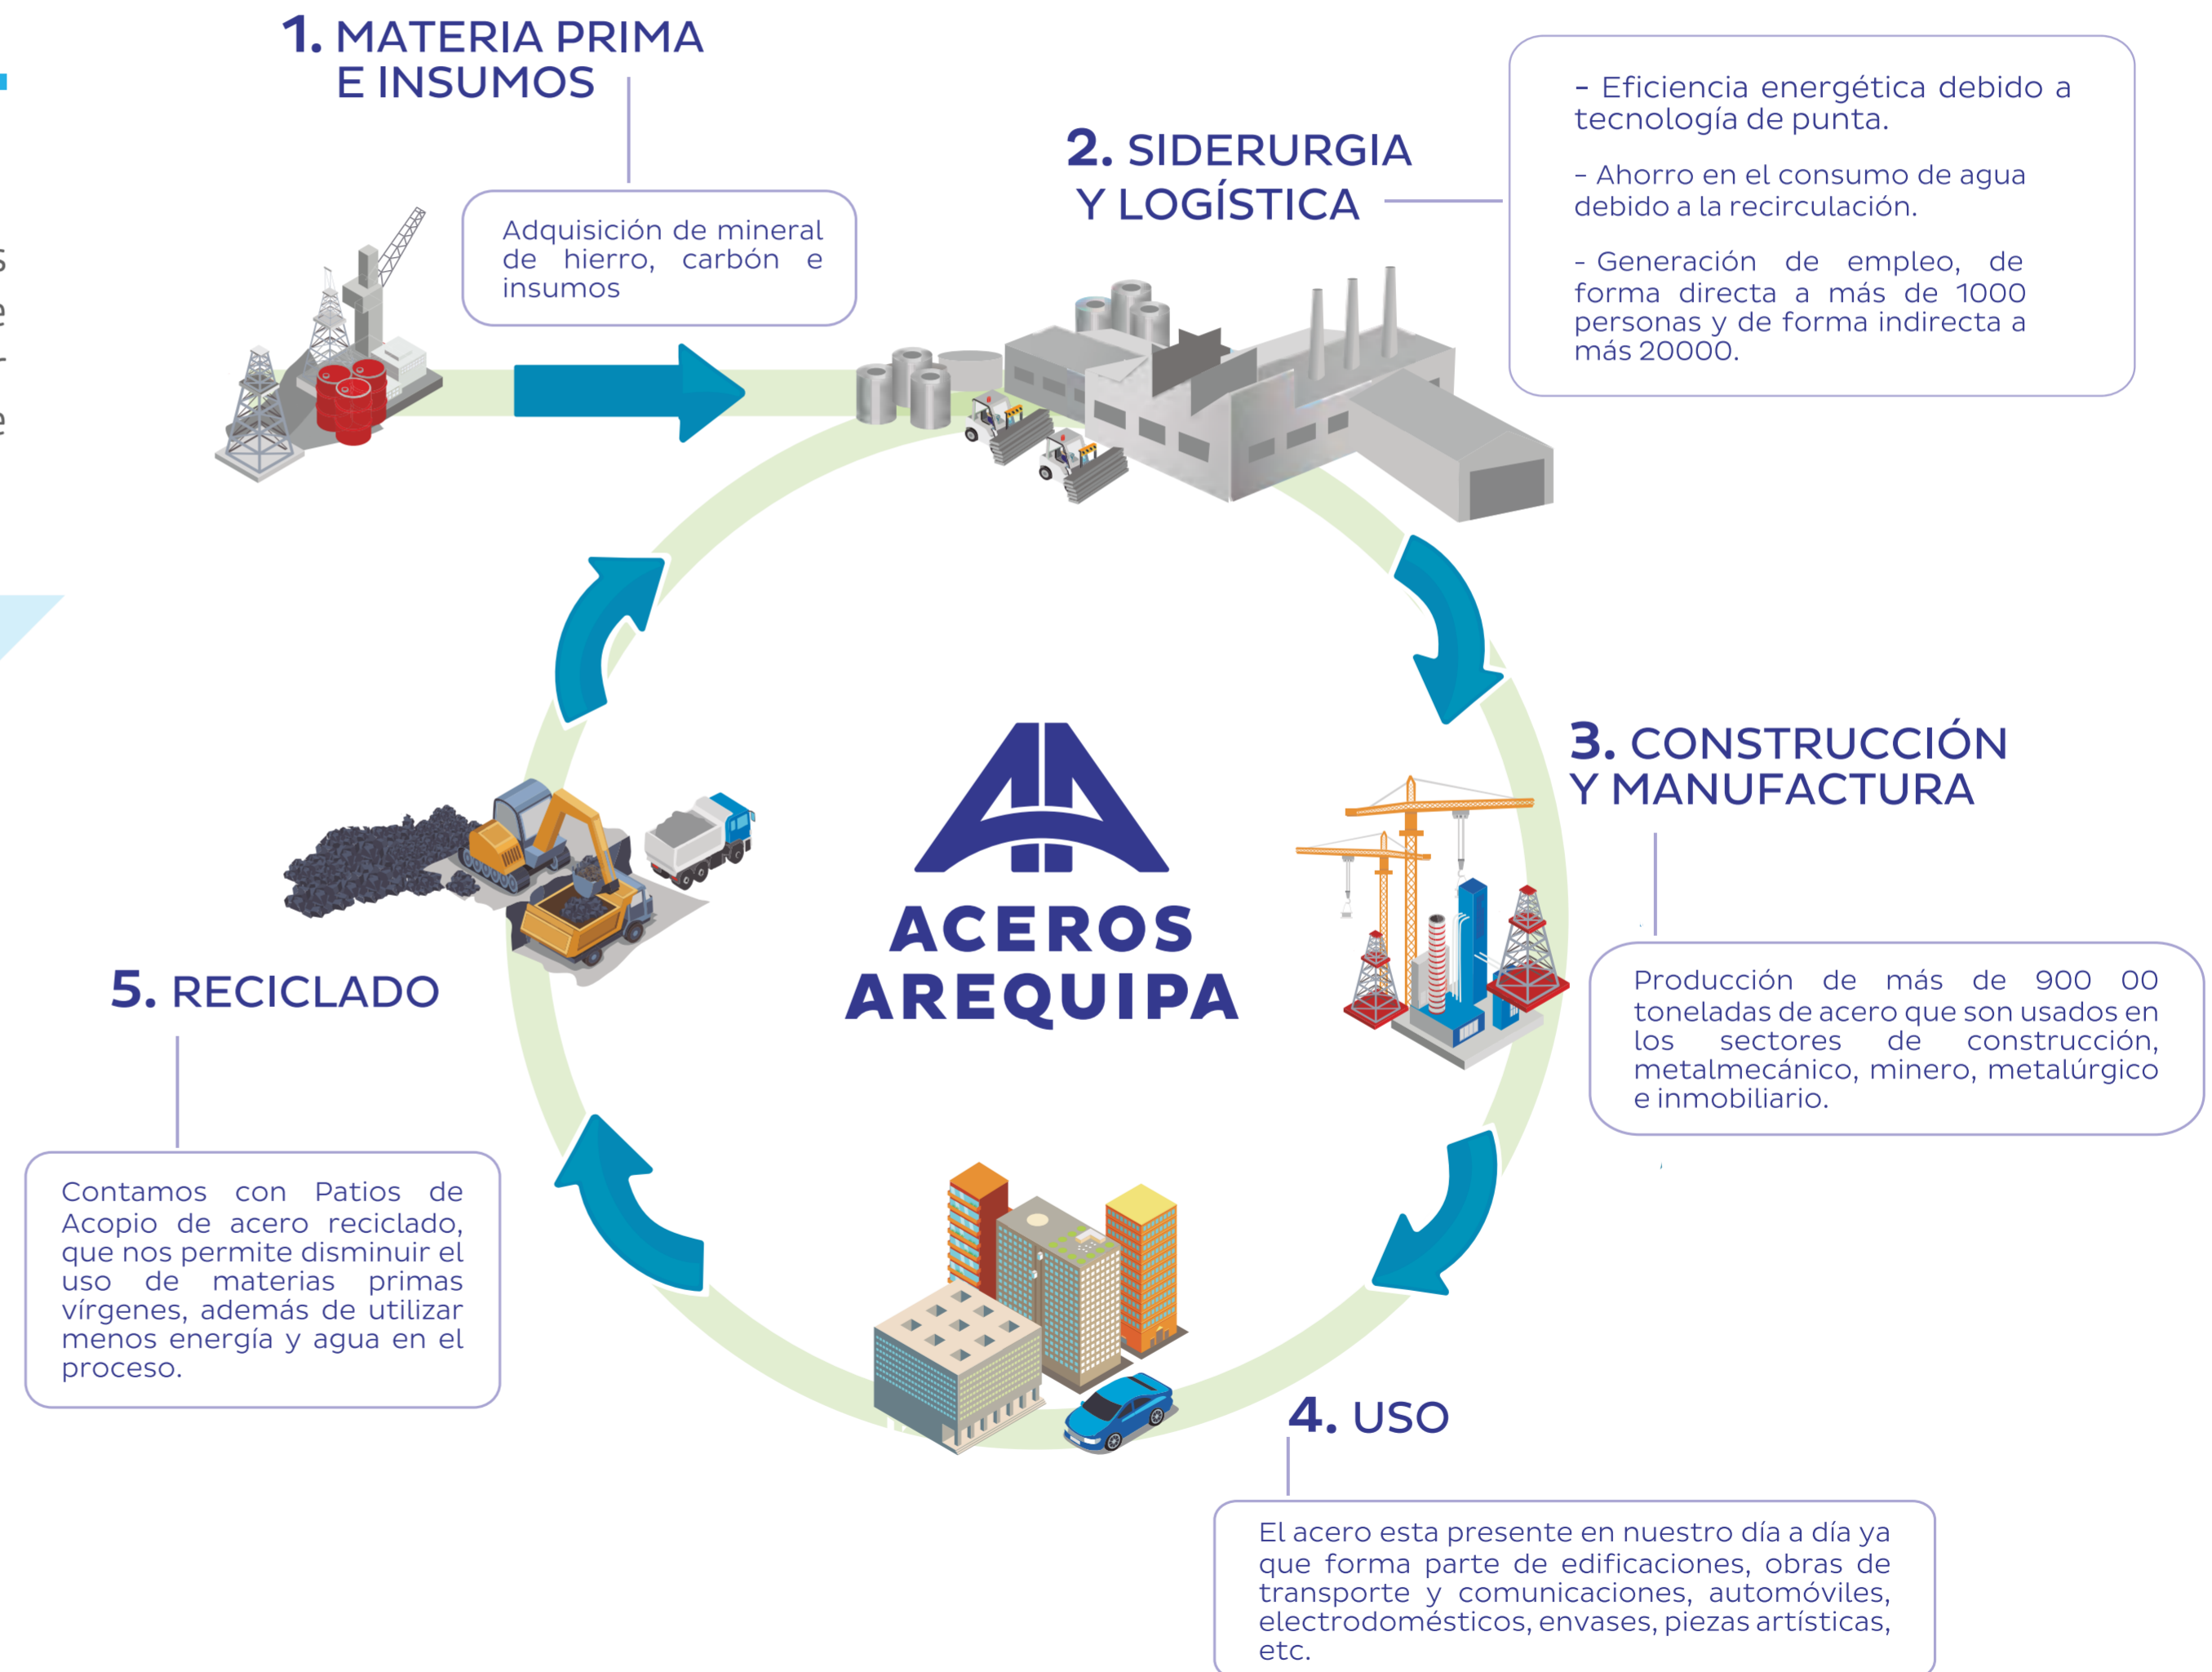 1. MATERIA PRIMA
E INSUMOS
Adquisición de mineral
de hierro, carbón e
insumos
2. SIDERURGIA
Y LOGÍSTICA
- Eficiencia energética debido a
tecnología de punta.
- Ahorro en el consumo de agua
debido a la recirculación.
- Generación de empleo, de
forma directa a más de 1000
personas y de forma indirecta a
más 20000.
3. CONSTRUCCIÓN
Y MANUFACTURA
Producción de más de 900 00
toneladas de acero que son usados en
los sectores de construcción,
metalmecánico, minero, metalúrgico
e inmobiliario.
ACEROS
AREQUIPA
4. USO
El acero esta presente en nuestro día a día ya
que forma parte de edificaciones, obras de
transporte y comunicaciones, automóviles,
electrodomésticos, envases, piezas artísticas,
etc.
5. RECICLADO
Contamos con Patios de
Acopio de acero reciclado,
que nos permite disminuir el
uso de materias primas
vírgenes, además de utilizar
menos energía y agua en el
proceso.